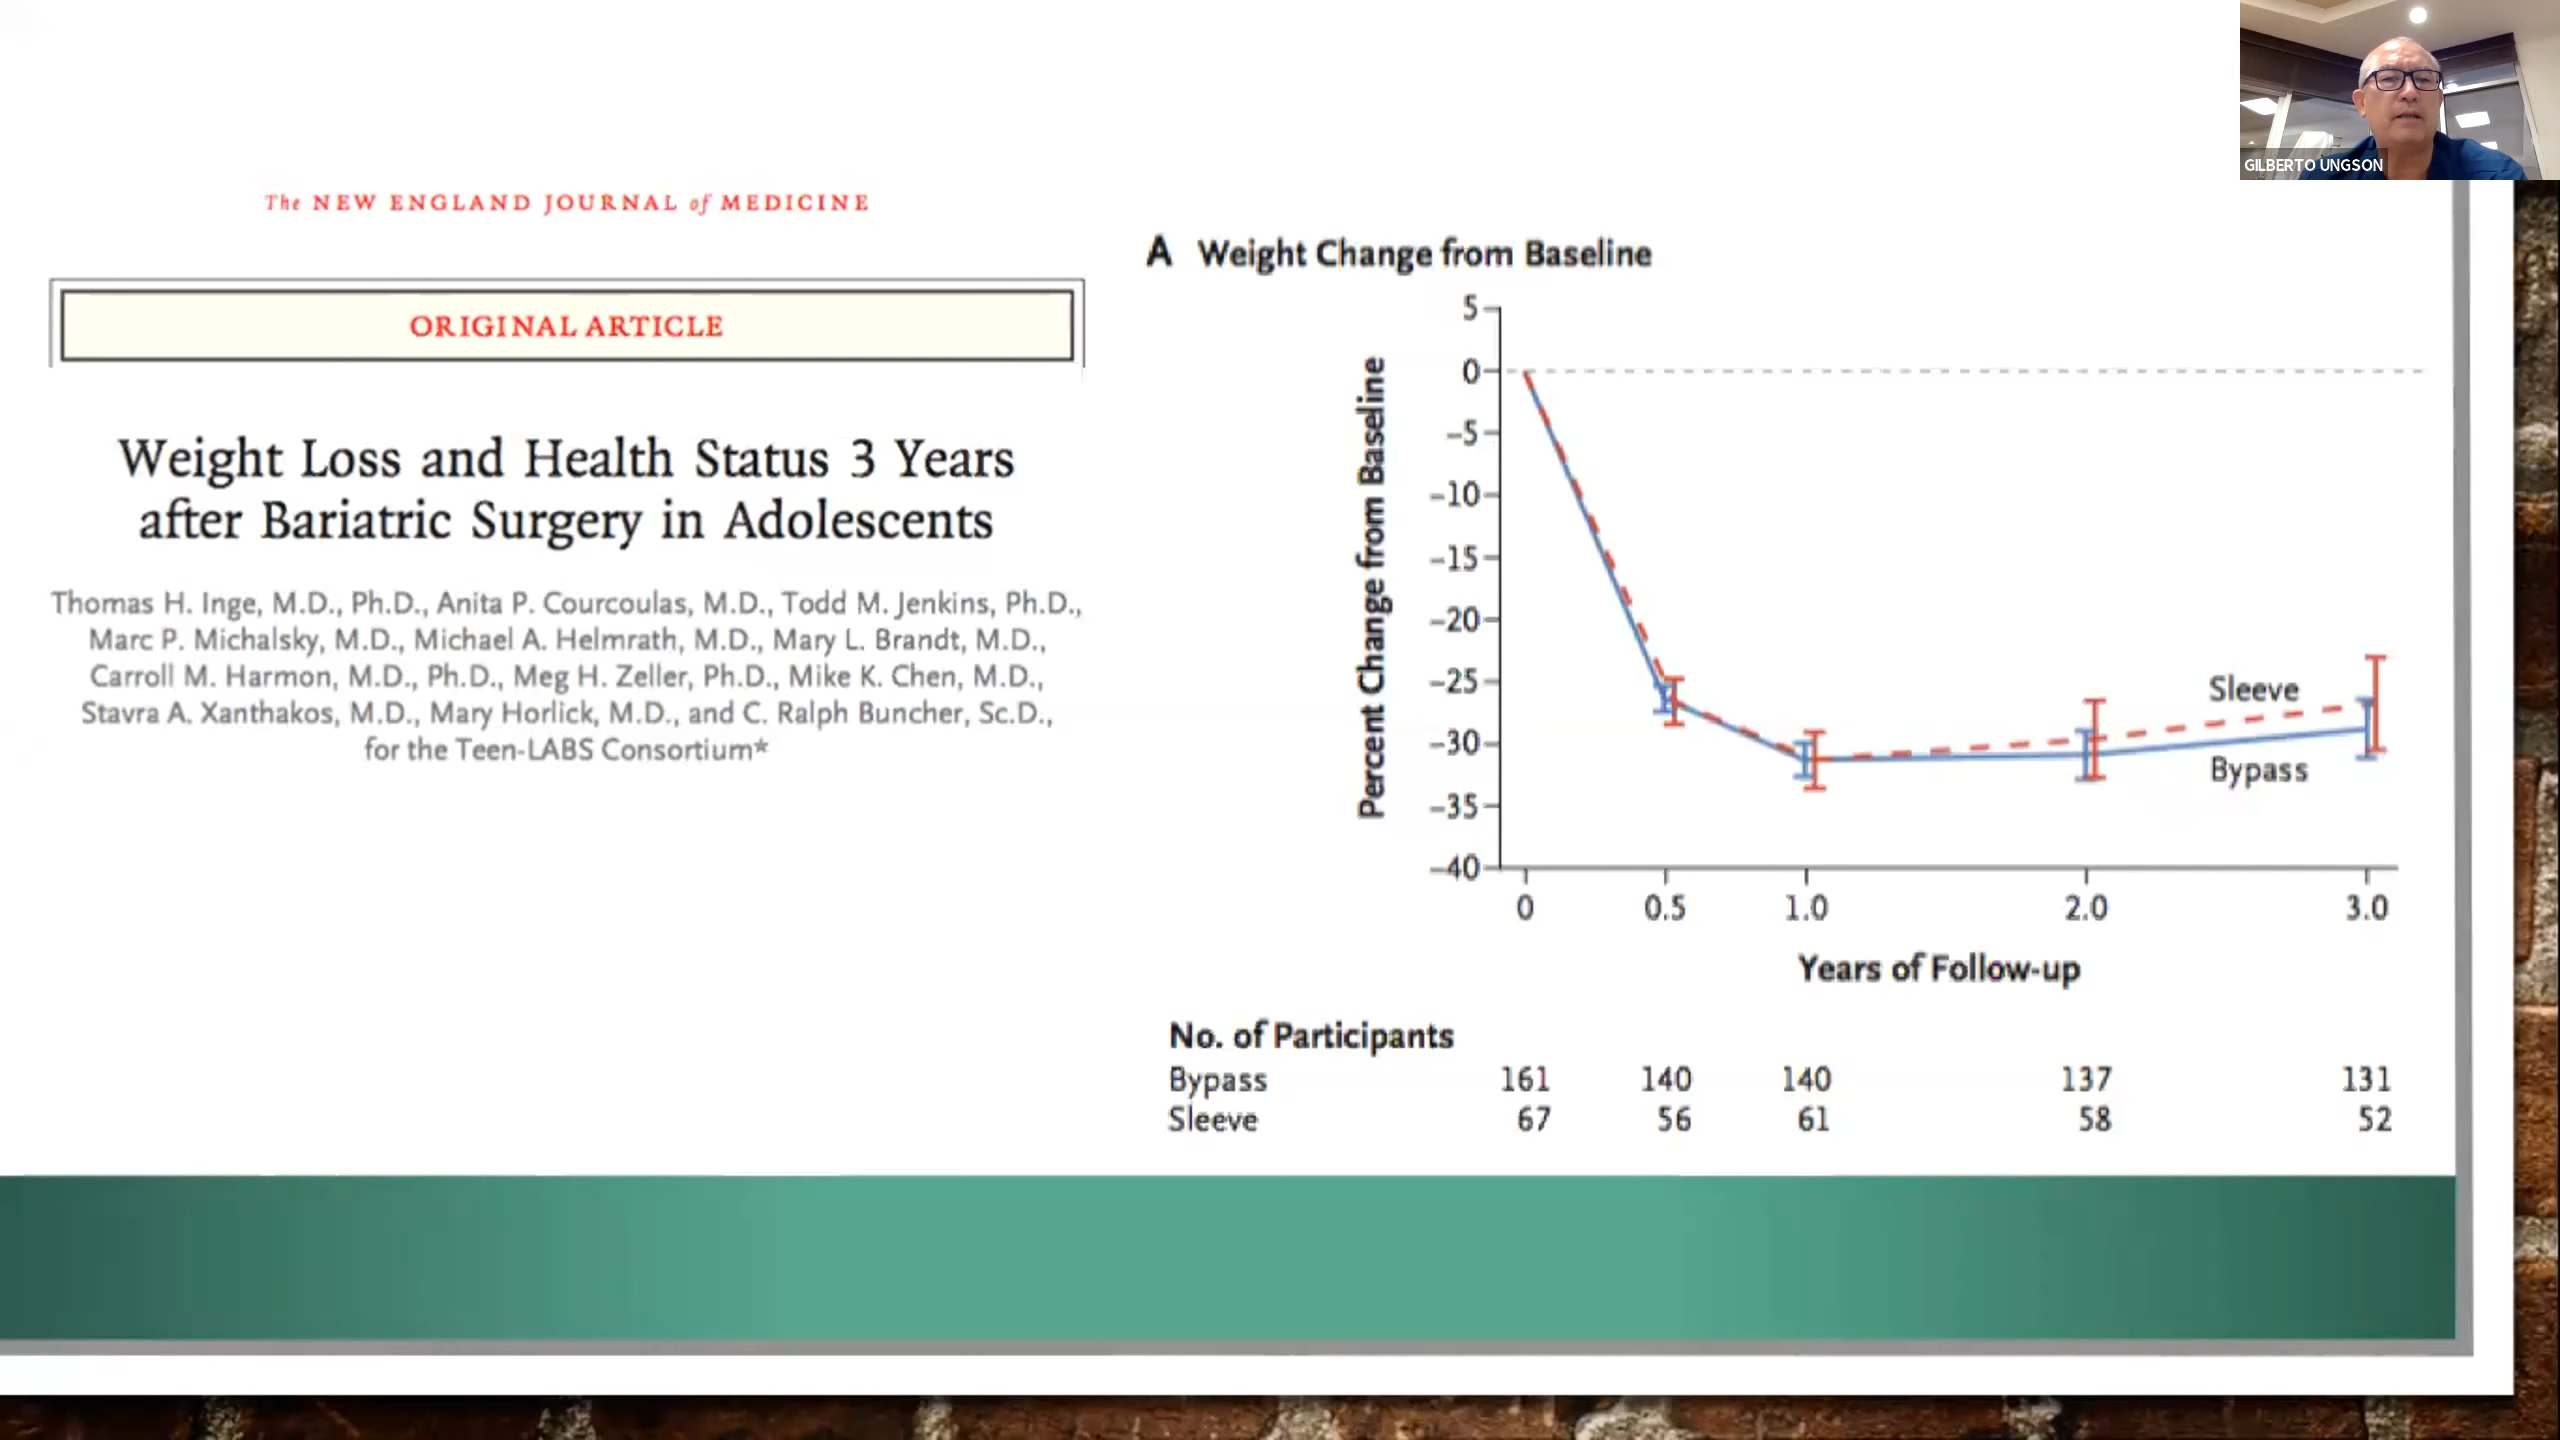 GILBERTO UNGSON
The NEW ENGLAND JOURNAL of MEDICINE
ORIGINAL ARTICLE
Weight Loss and Health Status 3 Years
after Bariatric Surgery in Adolescents
Thomas H. Inge, M.D., Ph.D., Anita P. Courcoulas, M.D., Todd M. Jenkins, Ph.D.,
Marc P. Michalsky, M.D., Michael A. Helmrath, M.D., Mary L. Brandt, M.D.,
Carroll M. Harmon, M.D., Ph.D., Meg H. Zeller, Ph.D., Mike K. Chen, M.D.,
Stavra A. Xanthakos, M.D., Mary Horlick, M.D., and C. Ralph Buncher, Sc.D.,
for the Teen-LABS Consortium*
A Weight Change from Baseline
Percent Change from Baseline
5
0
−5
−10
−15
−20
−25
−30
−35
−40
Sleeve
Bypass
0 0.5 1.0 2.0 3.0
Years of Follow-up
No. of Participants
Bypass 161 140 140 137 131
Sleeve 67 56 61 58 52